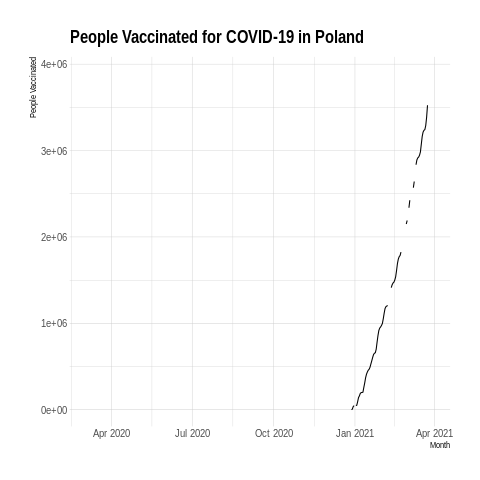 People Vaccinated for COVID-19 in Poland
People Vaccinated
4e+06
3e+06
2e+06
1e+06
0e+00
Apr 2020 Jul 2020 Oct 2020 Jan 2021 Apr 2021
Month